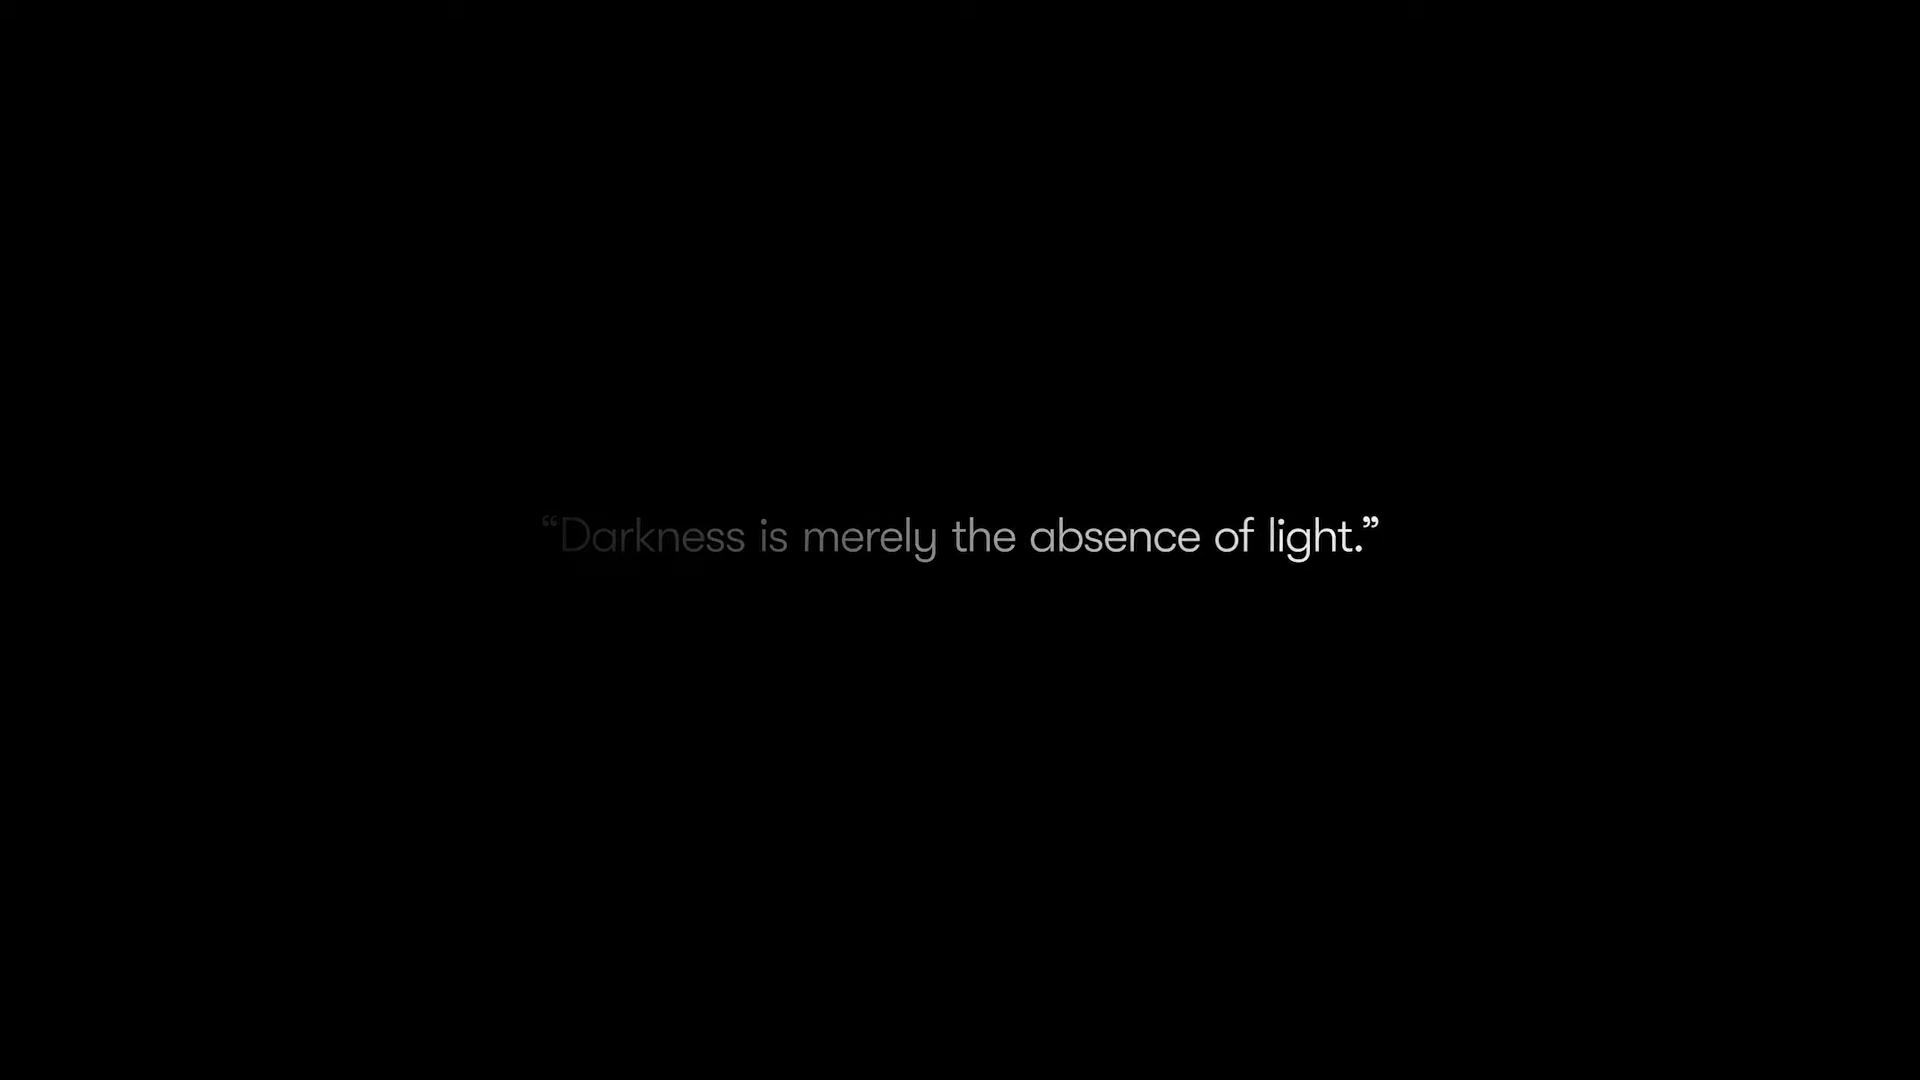 “Darkness is merely the absence of light.”